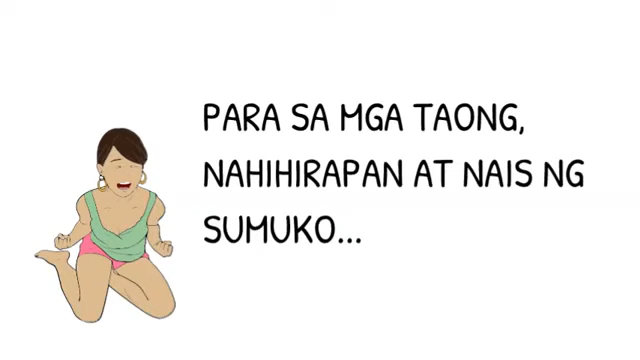 PARA SA MGA TAONG,
NAHIHIRAPAN AT NAIS NG
SUMUKO...